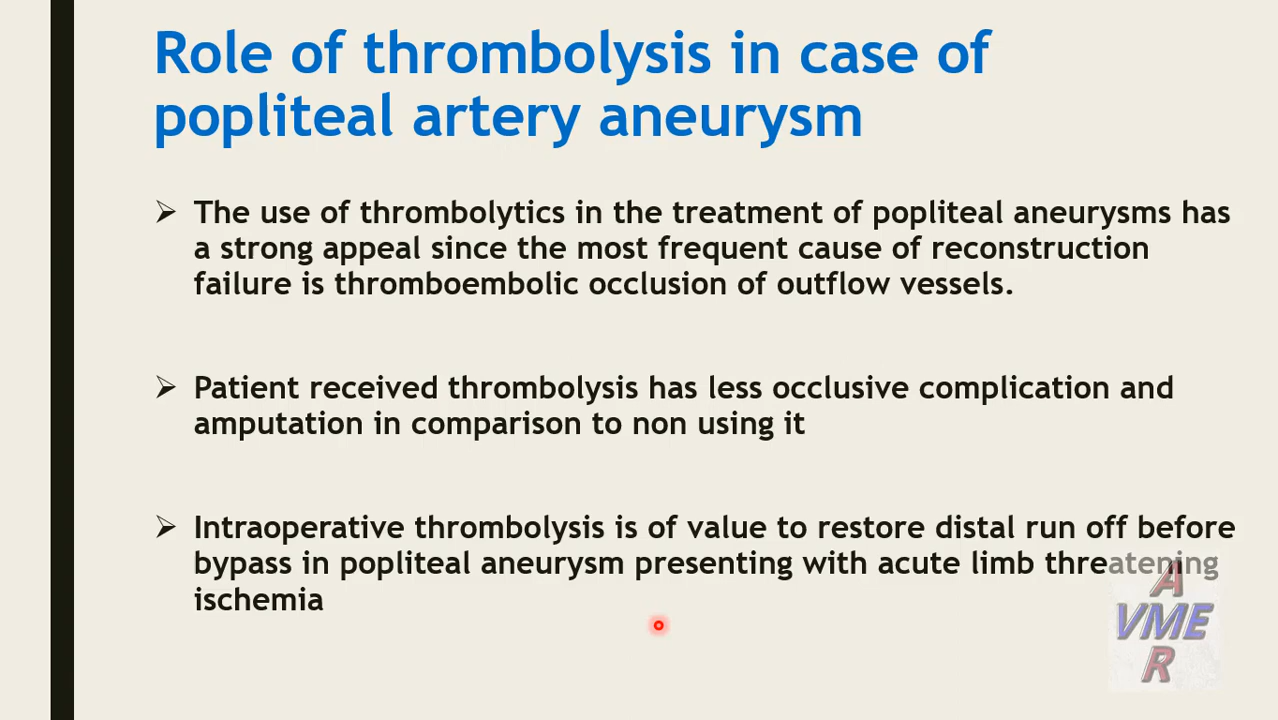 Role of thrombolysis in case of
popliteal artery aneurysm
➢ The use of thrombolytics in the treatment of popliteal aneurysms has
a strong appeal since the most frequent cause of reconstruction
failure is thromboembolic occlusion of outflow vessels.
➢ Patient received thrombolysis has less occlusive complication and
amputation in comparison to non using it
➢ Intraoperative thrombolysis is of value to restore distal run off before
bypass in popliteal aneurysm presenting with acute limb threatening
ischemia
A
VME
R